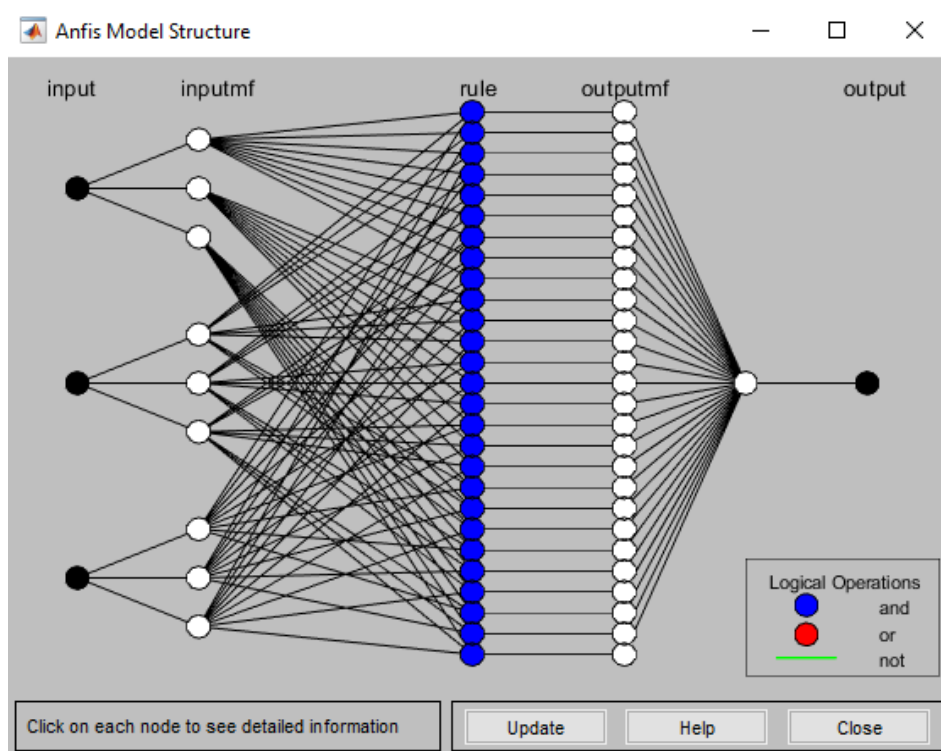 Anfis Model Structure
input inputmf rule outputmf output
Logical Operations
and
or
not
Click on each node to see detailed information Update Help Close